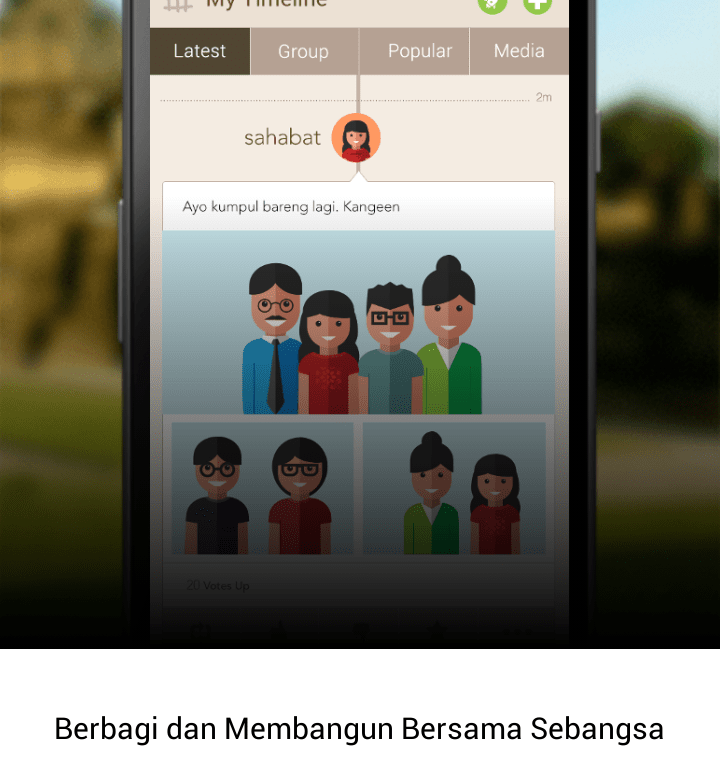 My Timeline
Latest
Group
Popular
Media
2m
sahabat
Ayo kumpul bareng lagi. Kangeen
20 Votes Up
Berbagi dan Membangun Bersama Sebangsa